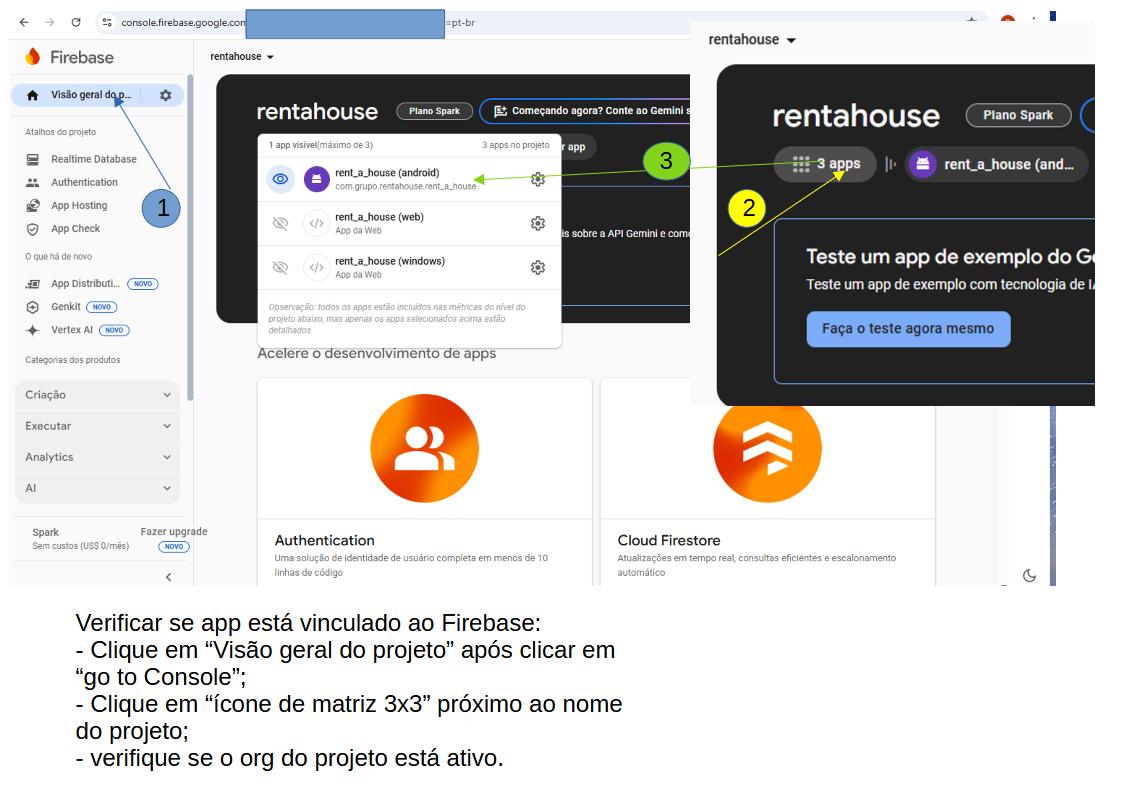 console.firebase.google.com
=pt-br
Firebase
rentahouse
rentahouse
Visão geral do p...
rentahouse
Plano Spark
Começando agora? Conte ao Gemini s
rentahouse
Plano Spark
Atalhos do projeto
1 app visível(máximo de 3)
3 apps no projeto
r app
3
3 apps
rent_a_house (and...
Realtime Database
rent_a_house (android)
com.grupo.rentahouse.rent_a_house
Authentication
App Hosting
1
2
rent_a_house (web)
App da Web
App Check
is sobre a API Gemini e como
O que há de novo
rent_a_house (windows)
App da Web
Teste um app de exemplo do Ge
Teste um app de exemplo com tecnologia de IA
App Distributi...
NOVO
Genkit
NOVO
Observação: todos os apps estão incluídos nas métricas do nível do
projeto abaixo, mas apenas os apps selecionados acima estão
detalhados
Faça o teste agora mesmo
Vertex AI
NOVO
Categorias dos produtos
Acelere o desenvolvimento de apps
Criação
Executar
Analytics
AI
Spark
Sem custos (US$ 0/mês)
Fazer upgrade
NOVO
Authentication
Uma solução de identidade de usuário completa em menos de 10
linhas de código
Cloud Firestore
Atualizações em tempo real, consultas eficientes e escalonamento
automático
Verificar se app está vinculado ao Firebase:
- Clique em “Visão geral do projeto” após clicar em
“go to Console”;
- Clique em “ícone de matriz 3x3” próximo ao nome
do projeto;
- verifique se o org do projeto está ativo.